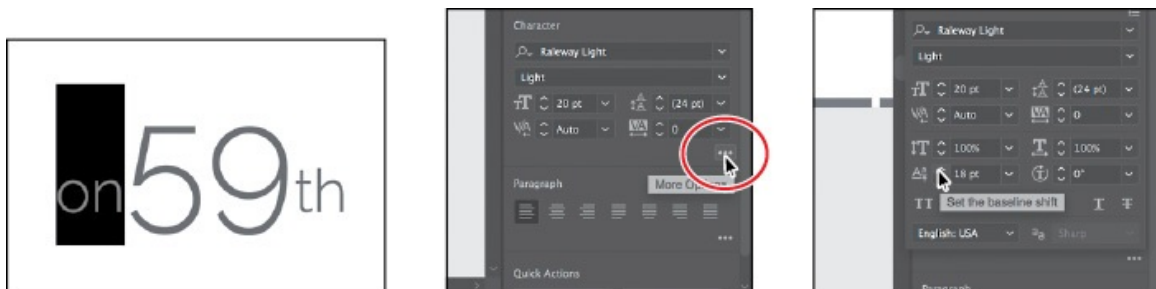 on59th
Character
Raleway Light
Light
20 pt (24 pt)
Auto 0
Paragraph
More Options
Quick Actions
Raleway Light
Light
20 pt (24 pt)
Auto 0
100% 100%
18 pt 0°
Set the baseline shift
English: USA Sharp
Paragraph